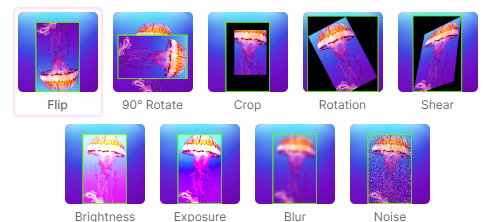 Flip
90° Rotate
Crop
Rotation
Shear
Brightness
Exposure
Blur
Noise